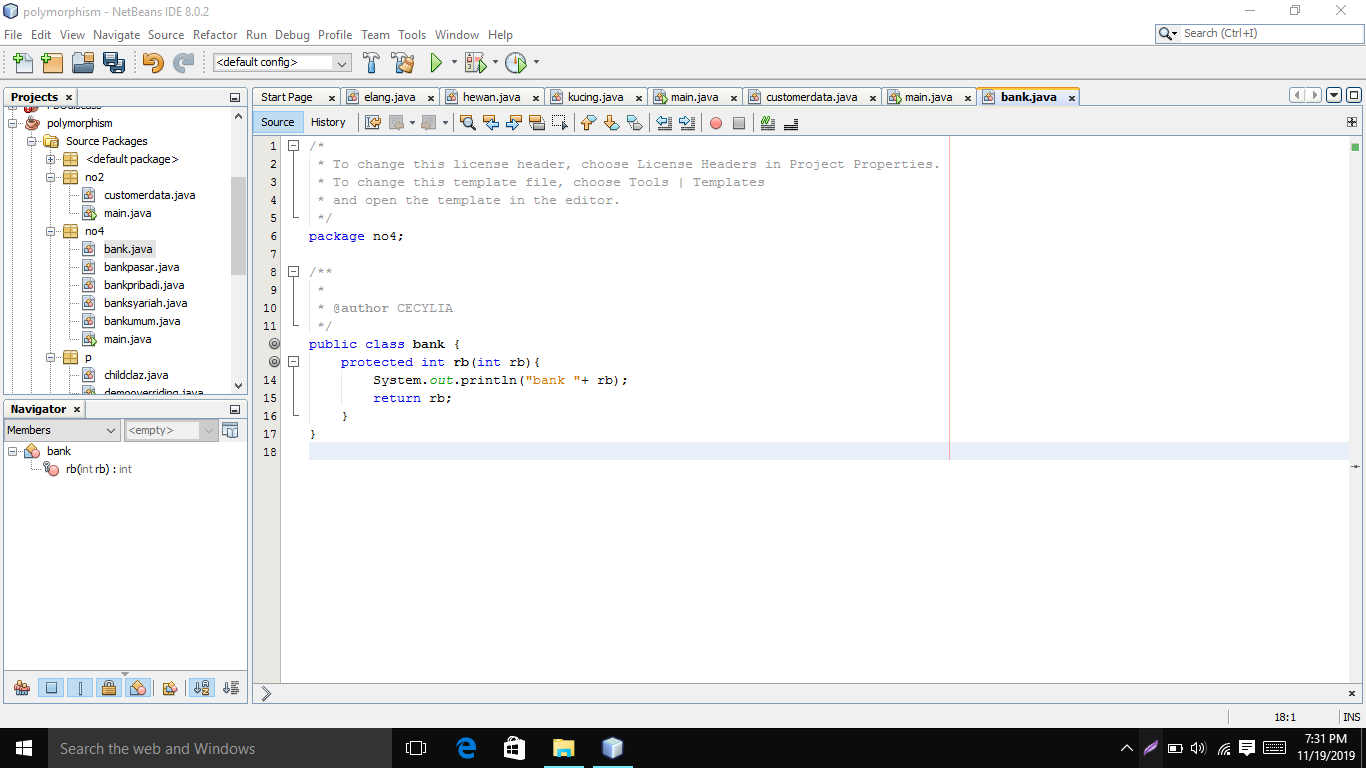 polymorphism - NetBeans IDE 8.0.2
File Edit View Navigate Source Refactor Run Debug Profile Team Tools Window Help
Search (Ctrl+I)
<default config>
Projects
polymorphism
Source Packages
<default package>
no2
customerdata.java
main.java
no4
bank.java
bankpasar.java
bankpribadi.java
banksyariah.java
bankumum.java
main.java
p
childclaz.java
demooverriding.java
Navigator
Members
<empty>
bank
rb(int rb) : int
Start Page elang.java hewan.java kucing.java main.java customerdata.java main.java bank.java
Source History
1 /*
2 * To change this license header, choose License Headers in Project Properties.
3 * To change this template file, choose Tools | Templates
4 * and open the template in the editor.
5 */
6 package no4;
7
8 /**
9 *
10 * @author CECYLIA
11 */
public class bank {
protected int rb(int rb){
14 System.out.println("bank "+ rb);
15 return rb;
16 }
17 }
18
18:1 INS
Search the web and Windows
7:31 PM
11/19/2019